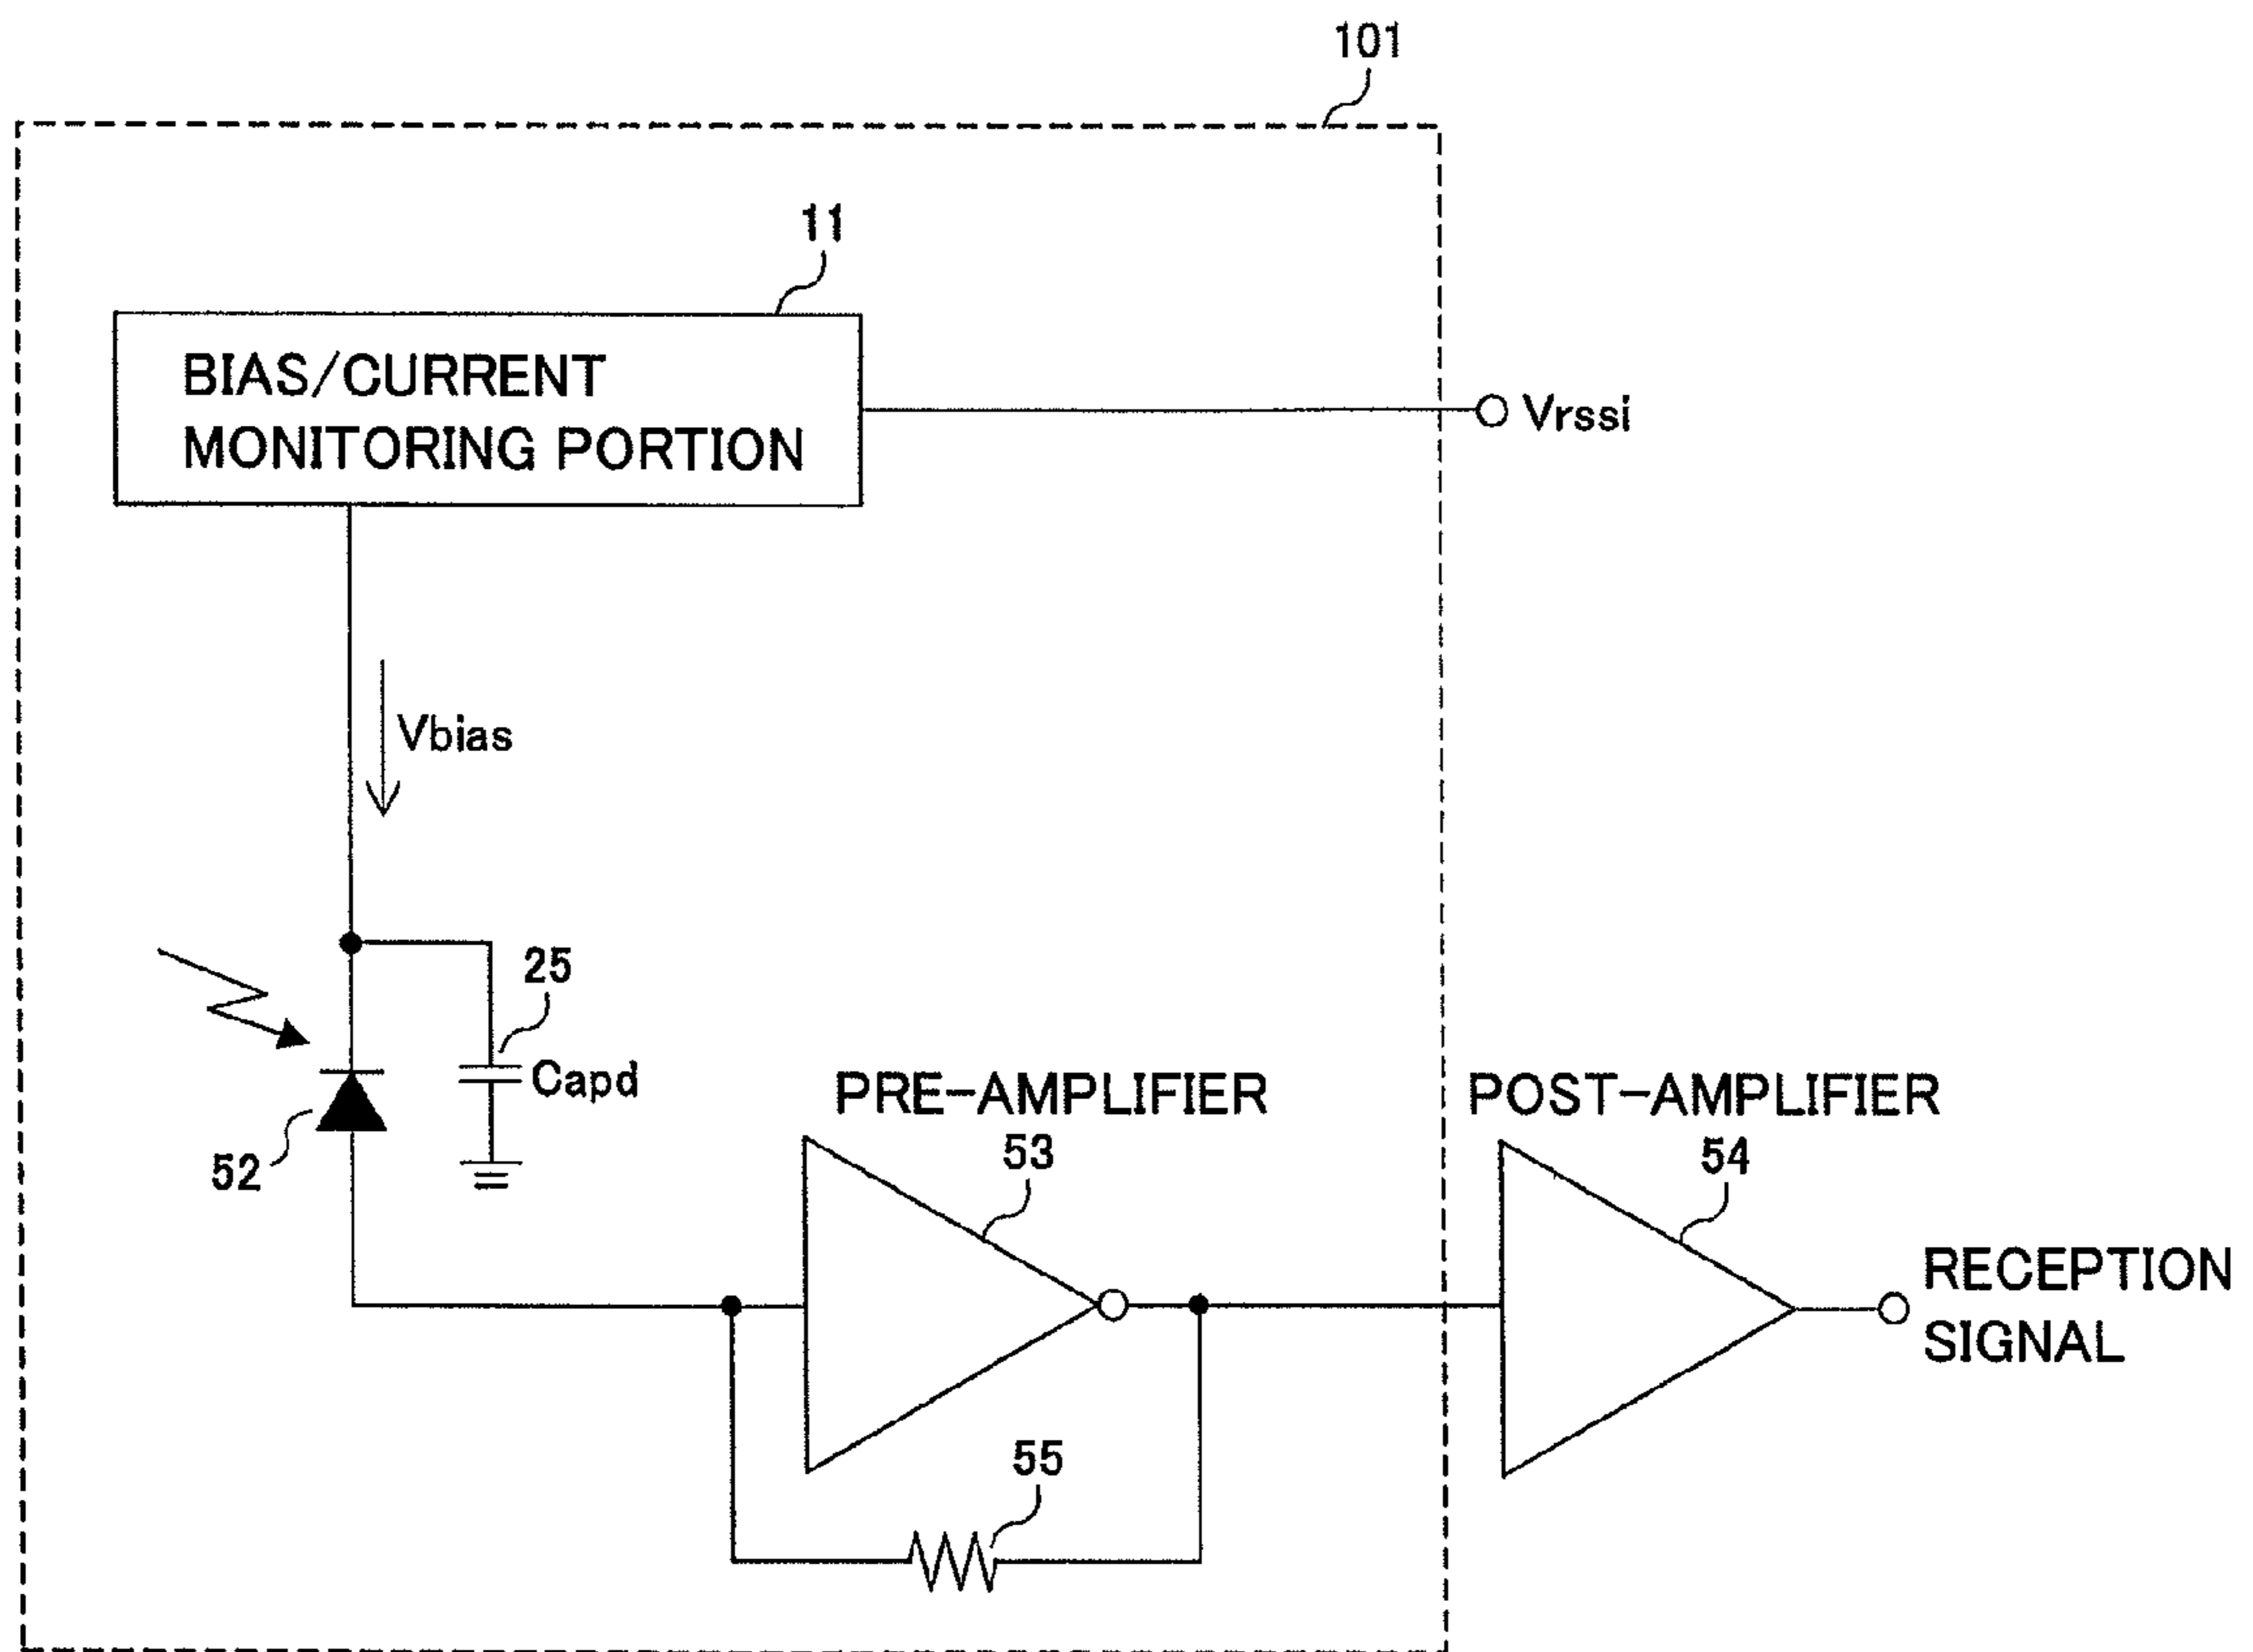 101
11
BIAS/CURRENT
MONITORING PORTION
Vrssi
Vbias
25
Capd
52
PRE-AMPLIFIER
53
POST-AMPLIFIER
54
RECEPTION
SIGNAL
55